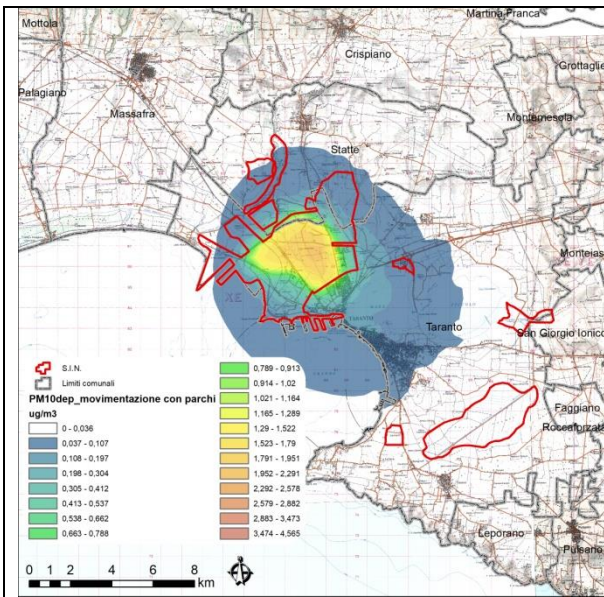 Mottola
Martina Franca
Crispiano
Grottaglie
Palagiano
Massafra
Montemesola
Statte
Monteias
TARANTO
Taranto
San Giorgio Ionico
Faggiano
Roccaforzata
Leporano
Pulsano
S.I.N.
Limiti comunali
PM10dep_movimentazione con parchi
ug/m3
0 - 0,036
0,037 - 0,107
0,108 - 0,197
0,198 - 0,304
0,305 - 0,412
0,413 - 0,537
0,538 - 0,662
0,663 - 0,788
0,789 - 0,913
0,914 - 1,02
1,021 - 1,164
1,165 - 1,289
1,29 - 1,522
1,523 - 1,79
1,791 - 1,951
1,952 - 2,291
2,292 - 2,578
2,579 - 2,882
2,883 - 3,473
3,474 - 4,565
0 1 2 4 6 8
km